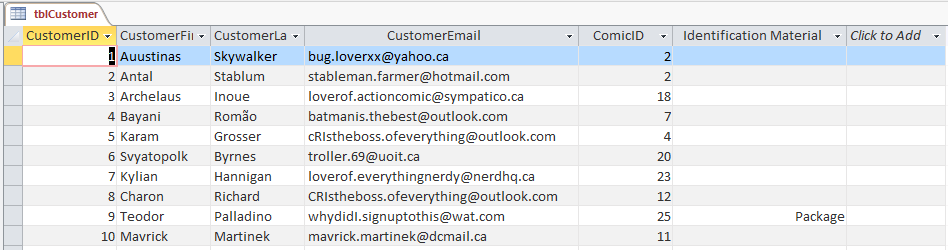 tblCustomer
CustomerID CustomerFir CustomerLa CustomerEmail ComicID Identification Material Click to Add
1 Auustinas Skywalker bug.loverxx@yahoo.ca 2
2 Antal Stablum stableman.farmer@hotmail.com 2
3 Archelaus Inoue loverof.actioncomic@sympatico.ca 18
4 Bayani Romão batmanis.thebest@outlook.com 7
5 Karam Grosser cRIstheboss.ofeverything@outlook.com 4
6 Svyatopolk Byrnes troller.69@uoit.ca 20
7 Kylian Hannigan loverof.everythingnerdy@nerdhq.ca 23
8 Charon Richard CRIstheboss.ofeverything@outlook.com 12
9 Teodor Palladino whydidI.signuptothis@wat.com 25 Package
10 Mavrick Martinek mavrick.martinek@dcmail.ca 11